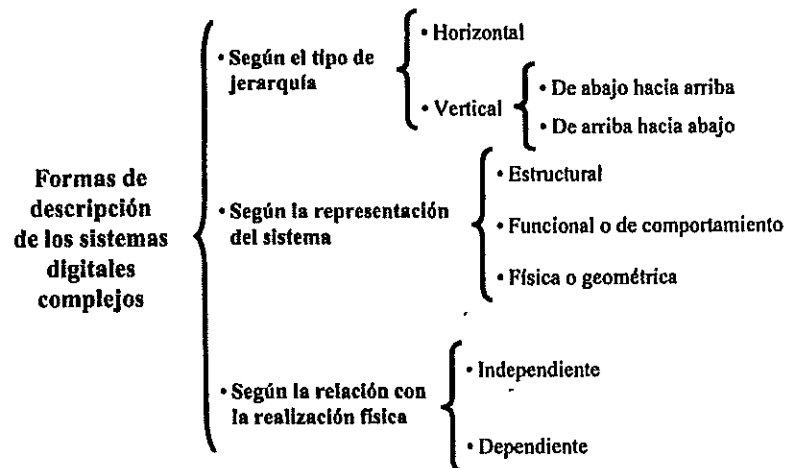 Formas de
descripción
de los sistemas
digitales
complejos
• Según el tipo de
jerarquía
• Horizontal
• Vertical
• De abajo hacia arriba
• De arriba hacia abajo
• Según la representación
del sistema
• Estructural
• Funcional o de comportamiento
• Física o geométrica
• Según la relación con
la realización física
• Independiente
• Dependiente